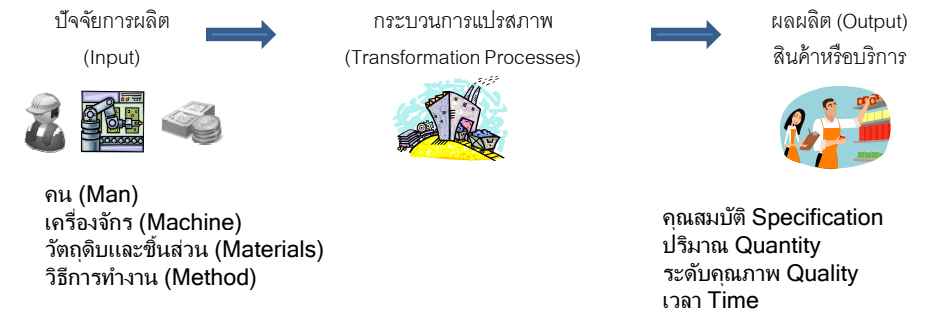 ปัจจัยการผลิต
(Input)
กระบวนการแปรสภาพ
(Transformation Processes)
ผลผลิต (Output)
สินค้าหรือบริการ
คน (Man)
เครื่องจักร (Machine)
วัตถุดิบและชิ้นส่วน (Materials)
วิธีการทำงาน (Method)
คุณสมบัติ Specification
ปริมาณ Quantity
ระดับคุณภาพ Quality
เวลา Time